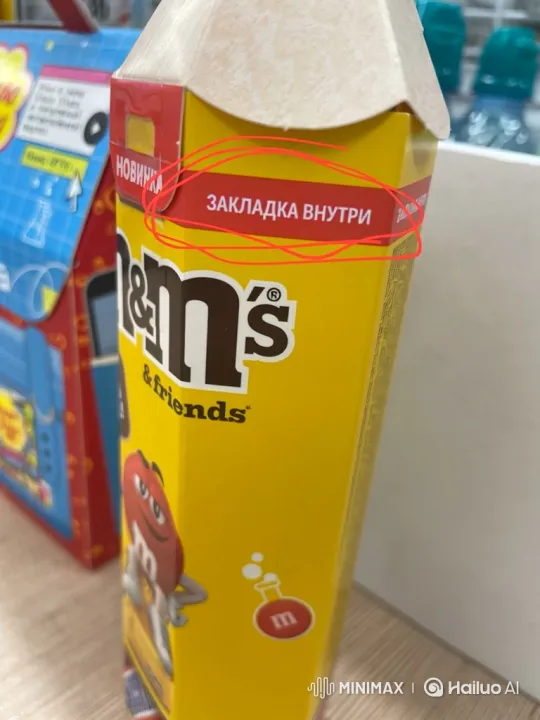 НОВИНКА
ЗАКЛАДКА ВНУТРИ
m&m's®
& friends
m
m
MINIMAX | Hailuo AI